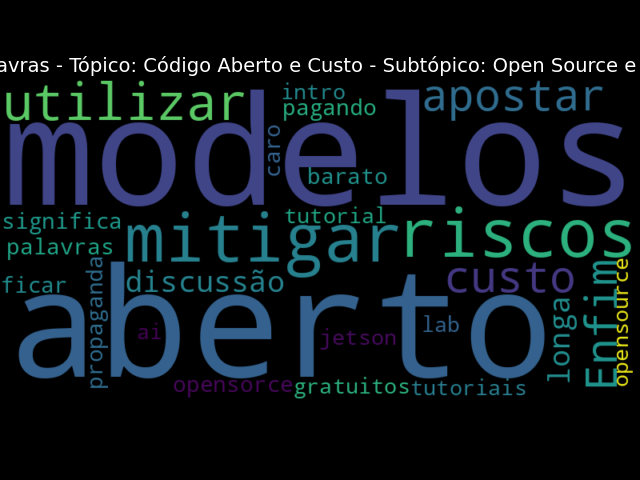 avras - Tópico: Código Aberto e Custo - Subtópico: Open Source e
utilizar
intro
pagando
apostar
modelos
caro
barato
significa
palavras
mitigar
tutorial
riscos
ficar
propaganda
discussão
custo
aberto
ai
jetson
lab
longa
Enfim
opensource
opensorce
gratuitos
tutoriais